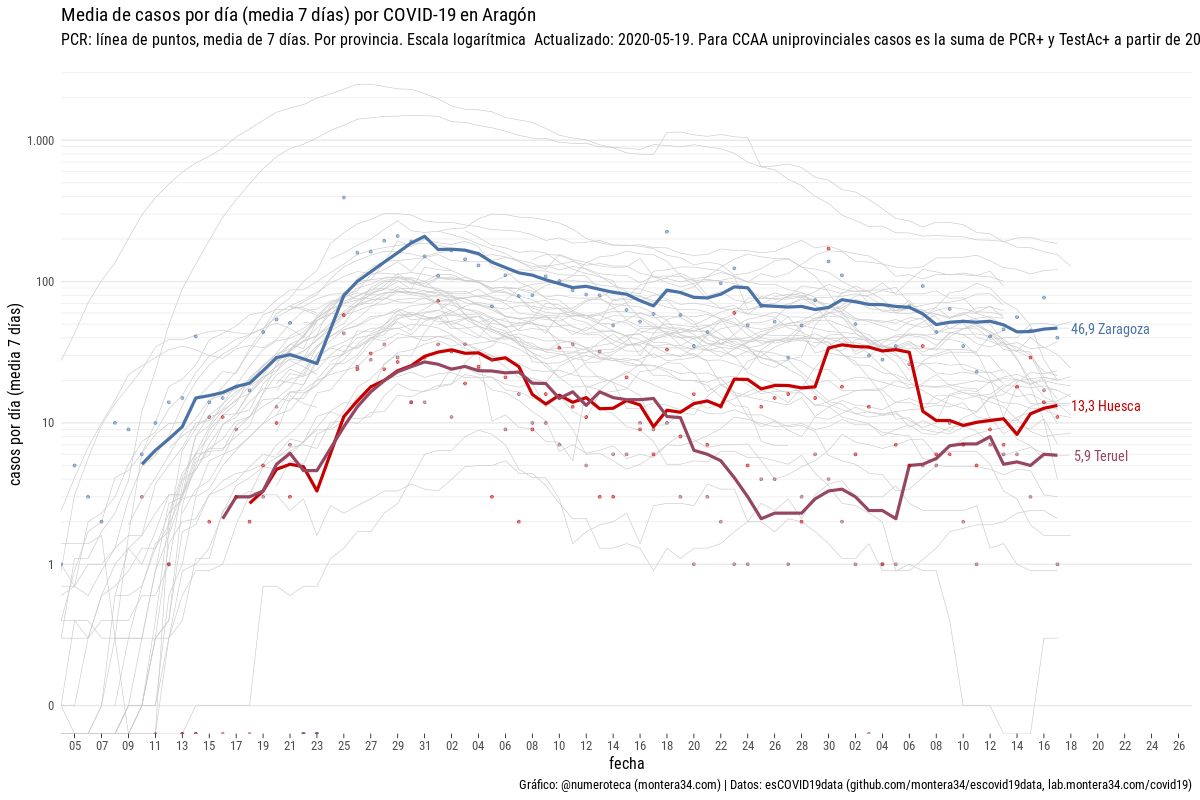 Media de casos por día (media 7 días) por COVID-19 en Aragón
PCR: línea de puntos, media de 7 días. Por provincia. Escala logarítmica  Actualizado: 2020-05-19. Para CCAA uniprovinciales casos es la suma de PCR+ y TestAc+ a partir de 20
casos por día (media 7 días)
1.000
100
10
1
0
46,9 Zaragoza
13,3 Huesca
5,9 Teruel
05 07 09 11 13 15 17 19 21 23 25 27 29 31 02 04 06 08 10 12 14 16 18 20 22 24 26 28 30 02 04 06 08 10 12 14 16 18 20 22 24 26
fecha
Gráfico: @numeroteca (montera34.com) | Datos: esCOVID19data (github.com/montera34/escovid19data, lab.montera34.com/covid19)